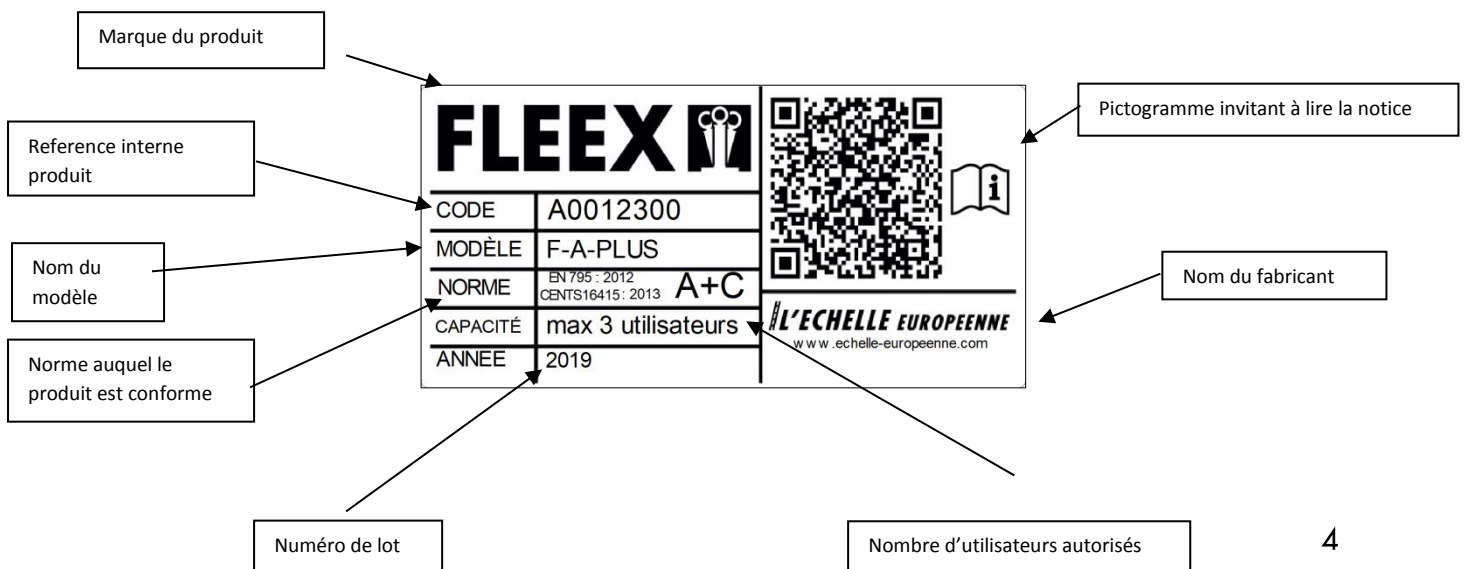 Marque du produit
Pictogramme invitant à lire la notice
Reference interne
produit
Nom du
modèle
Norme auquel le
produit est conforme
FLEEX
CODE A0012300
MODÈLE F-A-PLUS
NORME EN 795 : 2012
CENTS16415 : 2013 A+C
CAPACITÉ max 3 utilisateurs
ANNEE 2019
i
L'ECHELLE EUROPEENNE
www.echelle-europeenne.com
Nom du fabricant
Numéro de lot
Nombre d'utilisateurs autorisés
4